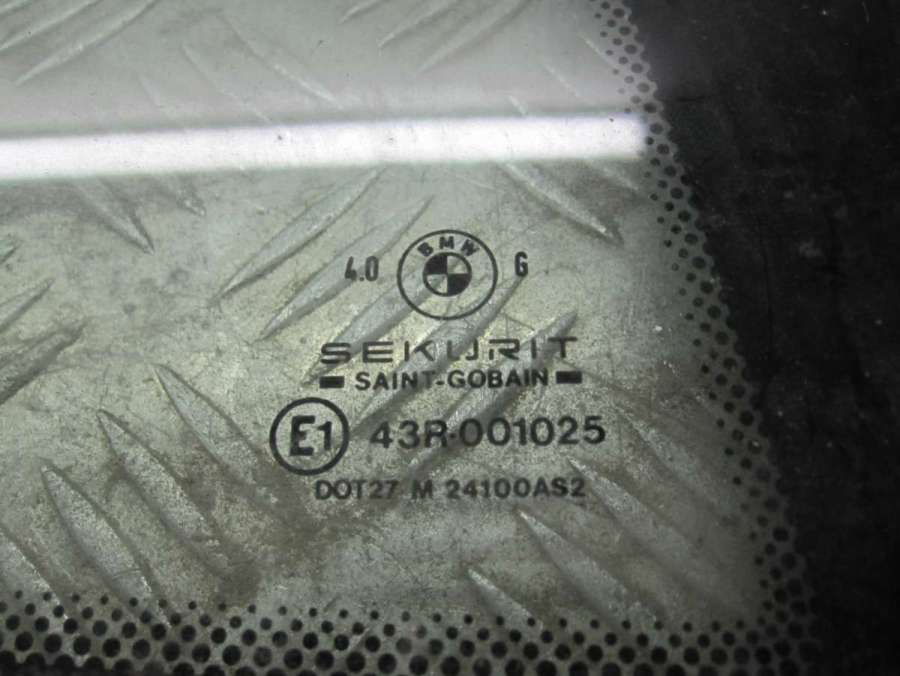 4.0 BMW G
SEKURIT
SAINT-GOBAIN
E1 43R-001025
DOT27 M 24100AS2